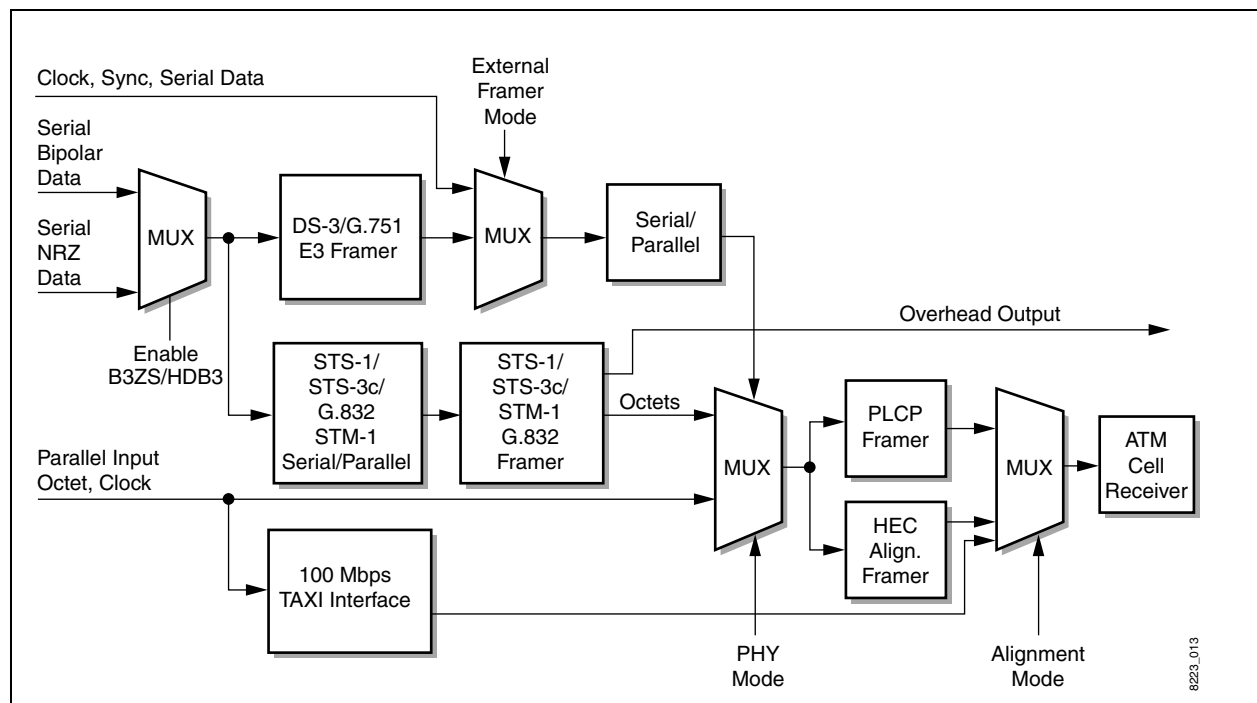 Clock, Sync, Serial Data
External
Framer
Mode
Serial
Bipolar
Data
Serial
NRZ
Data
MUX
DS-3/G.751
E3 Framer
MUX
Serial/
Parallel
Enable
B3ZS/HDB3
Overhead Output
STS-1/
STS-3c/
G.832
STM-1
Serial/Parallel
STS-1/
STS-3c/
STM-1
G.832
Framer
Octets
MUX
PLCP
Framer
HEC
Align.
Framer
MUX
ATM
Cell
Receiver
Parallel Input
Octet, Clock
100 Mbps
TAXI Interface
PHY
Mode
Alignment
Mode
8223_013